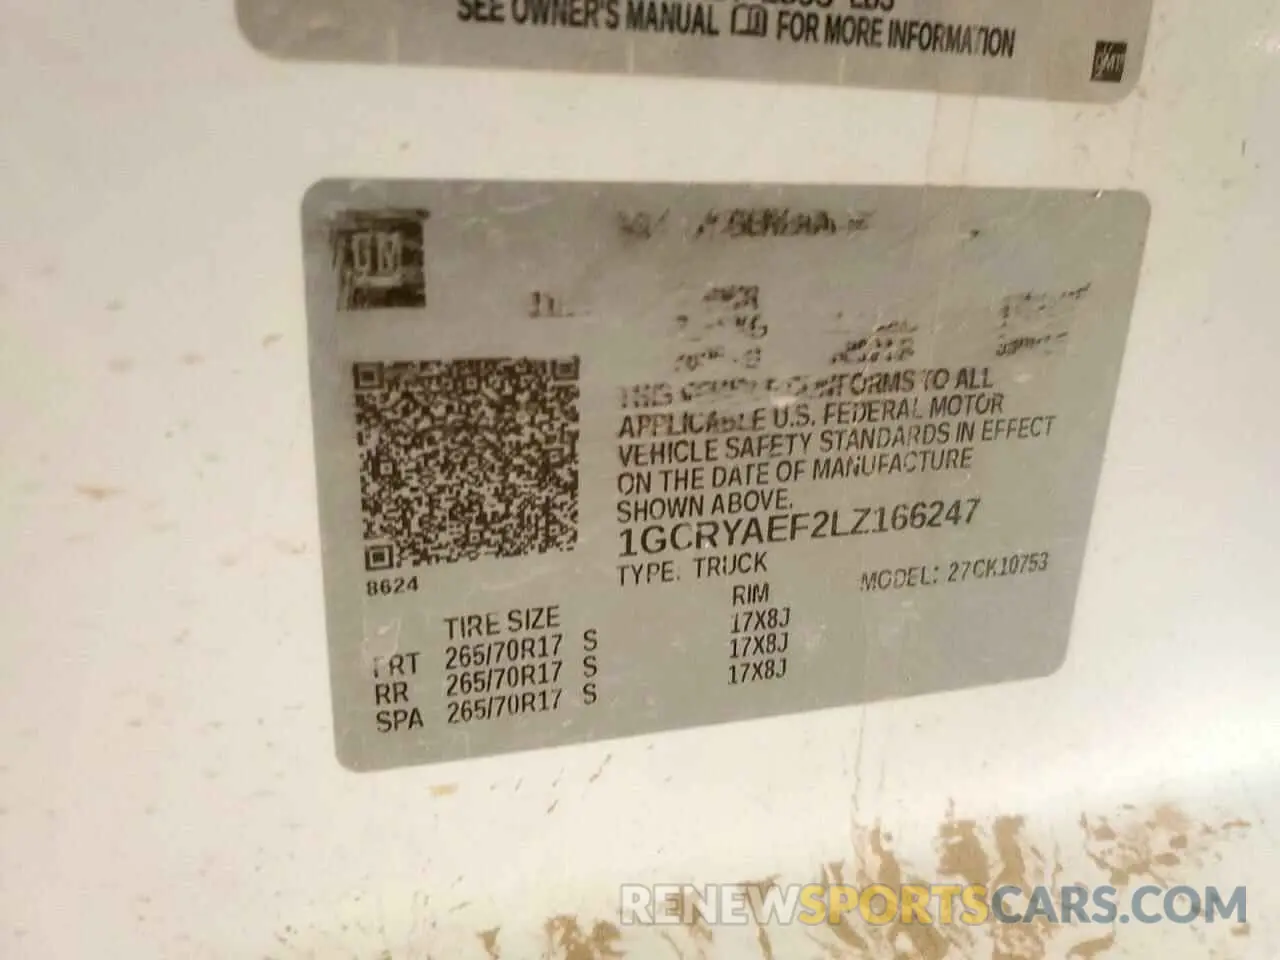 SEE OWNER'S MANUAL FOR MORE INFORMATION
gM
GM
CONFORMS TO ALL
APPLICABLE U.S. FEDERAL MOTOR
VEHICLE SAFETY STANDARDS IN EFFECT
ON THE DATE OF MANUFACTURE
SHOWN ABOVE.
1GCRYAEF2LZ166247
TYPE: TRUCK MODEL: 27CK10753
8624
TIRE SIZE RIM
FRT 265/70R17 S 17X8J
RR 265/70R17 S 17X8J
SPA 265/70R17 S 17X8J
RENEWSPORTSCARS.COM